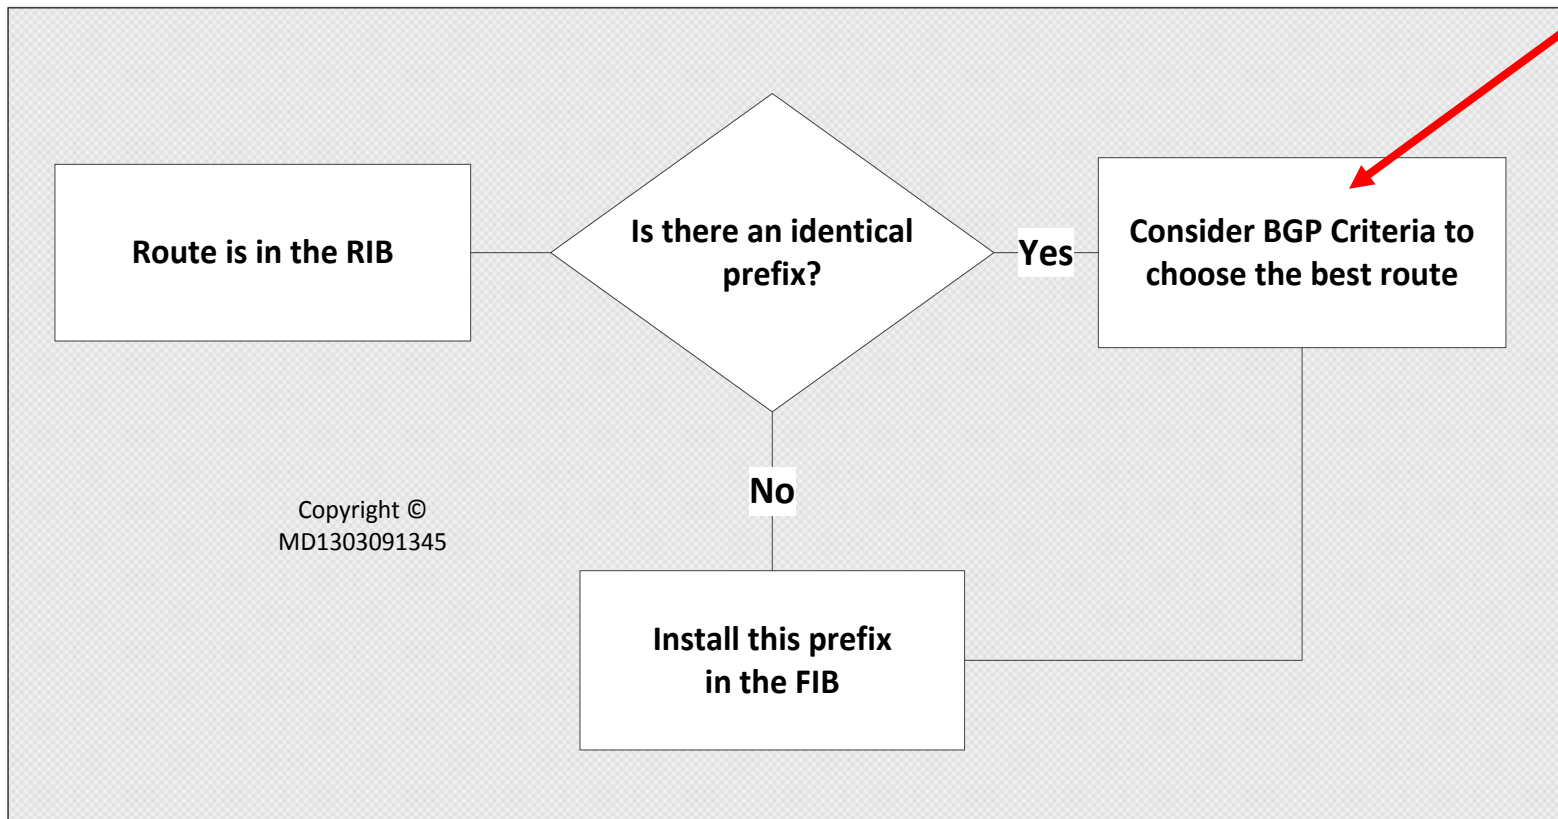 Route is in the RIB
Is there an identical
prefix?
Yes
Consider BGP Criteria to
choose the best route
No
Copyright ©
MD1303091345
Install this prefix
in the FIB